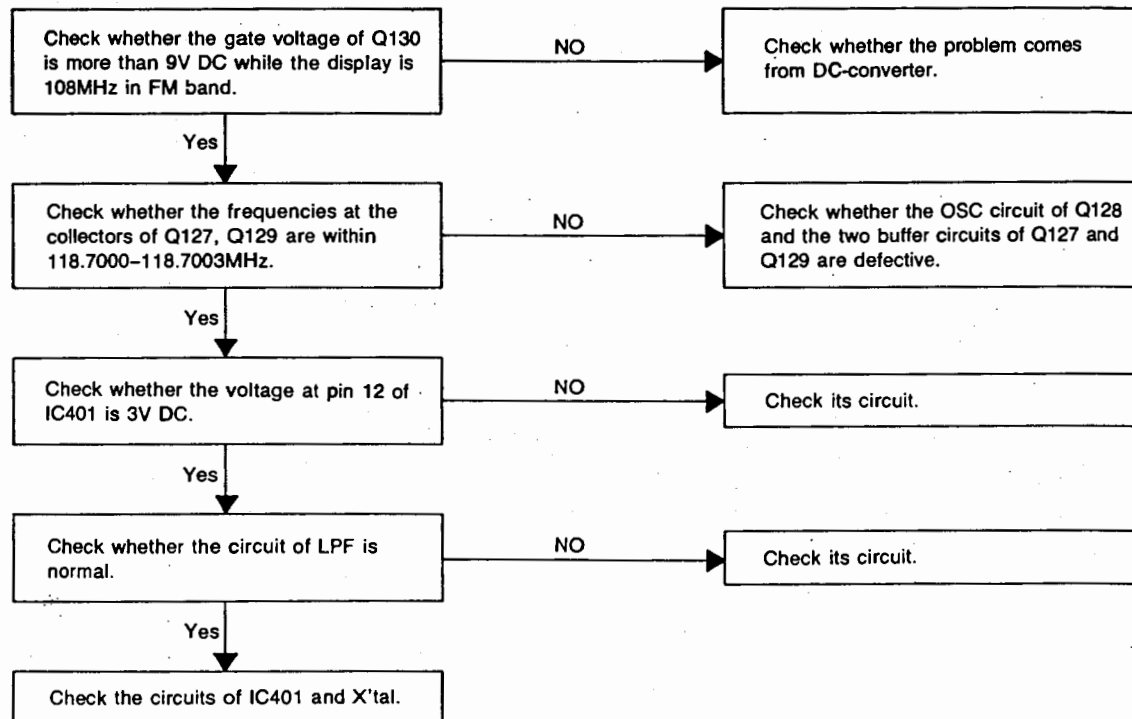 Check whether the gate voltage of Q130
is more than 9V DC while the display is
108MHz in FM band.
NO
Check whether the problem comes
from DC-converter.
Yes
Check whether the frequencies at the
collectors of Q127, Q129 are within
118.7000–118.7003MHz.
NO
Check whether the OSC circuit of Q128
and the two buffer circuits of Q127 and
Q129 are defective.
Yes
Check whether the voltage at pin 12 of
IC401 is 3V DC.
NO
Check its circuit.
Yes
Check whether the circuit of LPF is
normal.
NO
Check its circuit.
Yes
Check the circuits of IC401 and X'tal.